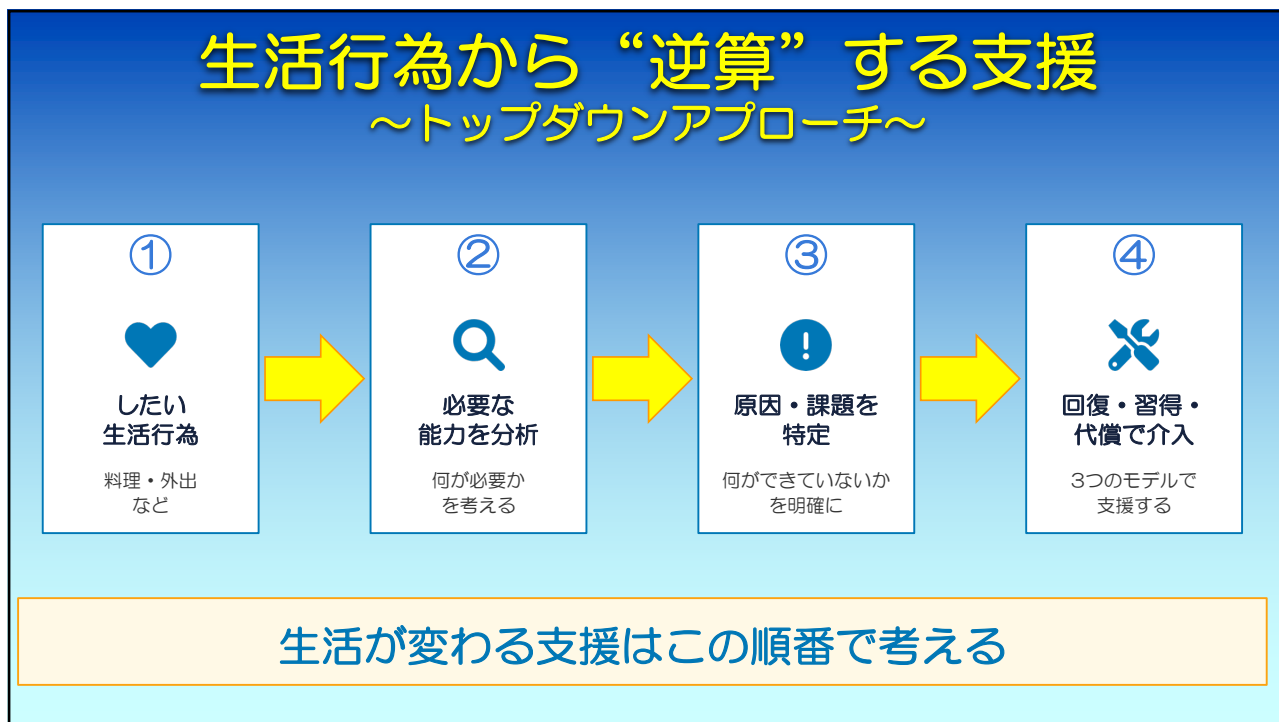 生活行為から“逆算”する支援
～トップダウンアプローチ～
①
したい
生活行為
料理・外出
など
②
必要な
能力を分析
何が必要か
を考える
③
原因・課題を
特定
何ができていないか
を明確に
④
回復・習得・
代償で介入
3つのモデルで
支援する
生活が変わる支援はこの順番で考える